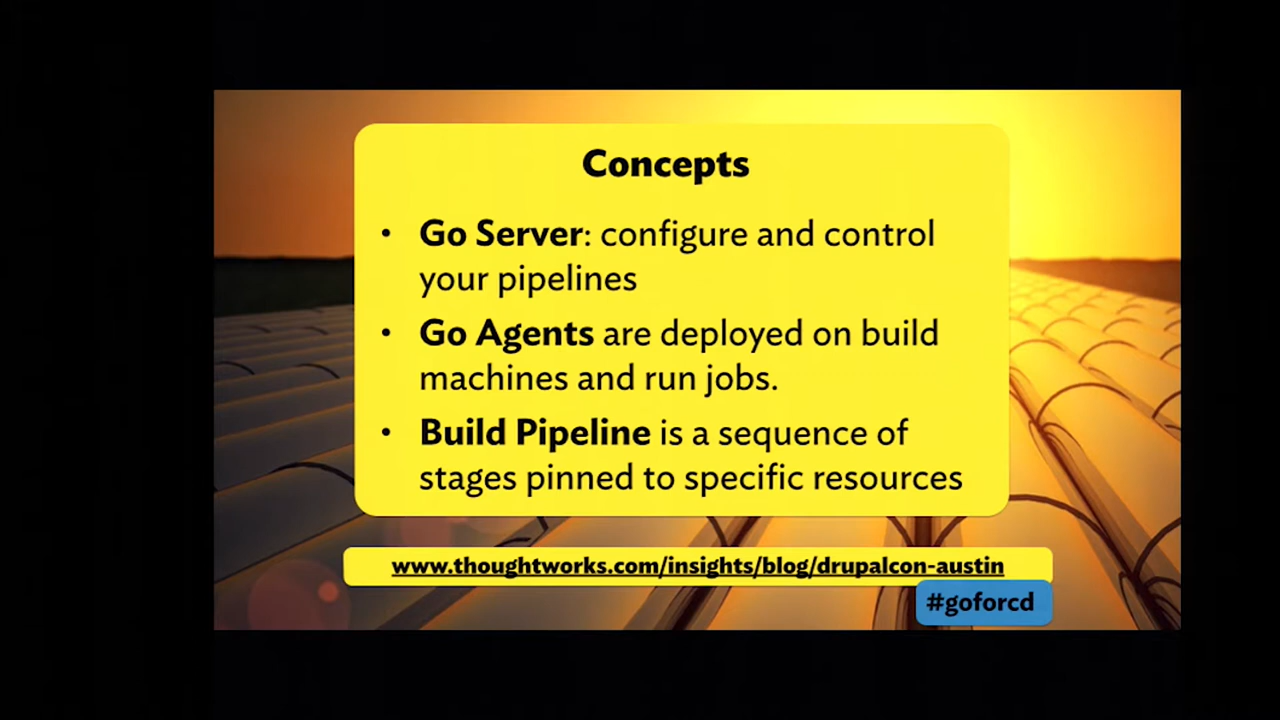 Concepts
• Go Server: configure and control
your pipelines
• Go Agents are deployed on build
machines and run jobs.
• Build Pipeline is a sequence of
stages pinned to specific resources
www.thoughtworks.com/insights/blog/drupalcon-austin
#goforcd